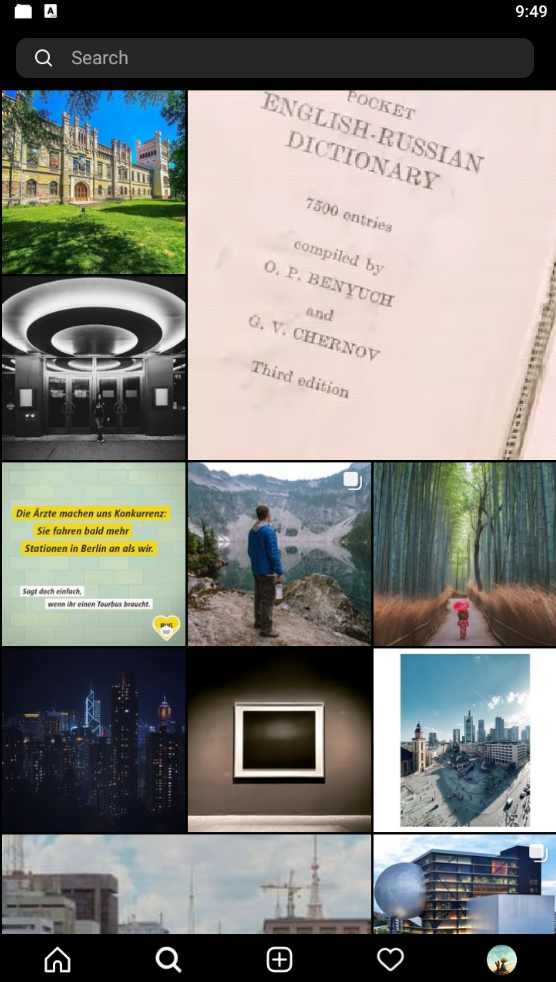 9:49
Search
POCKET
ENGLISH-RUSSIAN
DICTIONARY
7500 entries
compiled by
O. P. BENYUCH
and
G. V. CHERNOV
Third edition
Die Ärzte machen uns Konkurrenz:
Sie fahren bald mehr
Stationen in Berlin an als wir.
Sagt doch einfach,
wenn ihr einen Tourbus braucht.